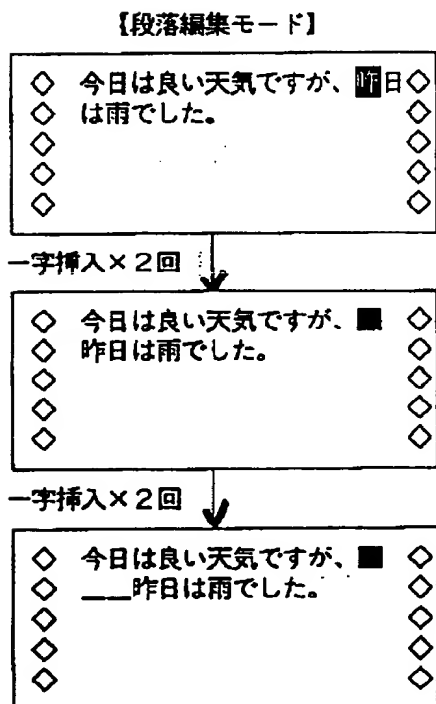 【段落編集モード】
◇ 今日は良い天気ですが、昨日◇
◇ は雨でした。 ◇
◇ ◇
◇ ◇
◇ ◇
一字挿入×2回
◇ 今日は良い天気ですが、■ ◇
◇ 昨日は雨でした。 ◇
◇ ◇
◇ ◇
◇ ◇
一字挿入×2回
◇ 今日は良い天気ですが、■ ◇
◇ __昨日は雨でした。 ◇
◇ ◇
◇ ◇
◇ ◇